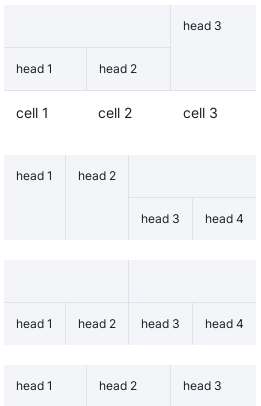 head 3
head 1 head 2
cell 1 cell 2 cell 3
head 1 head 2
head 3 head 4
head 1 head 2 head 3 head 4
head 1 head 2 head 3